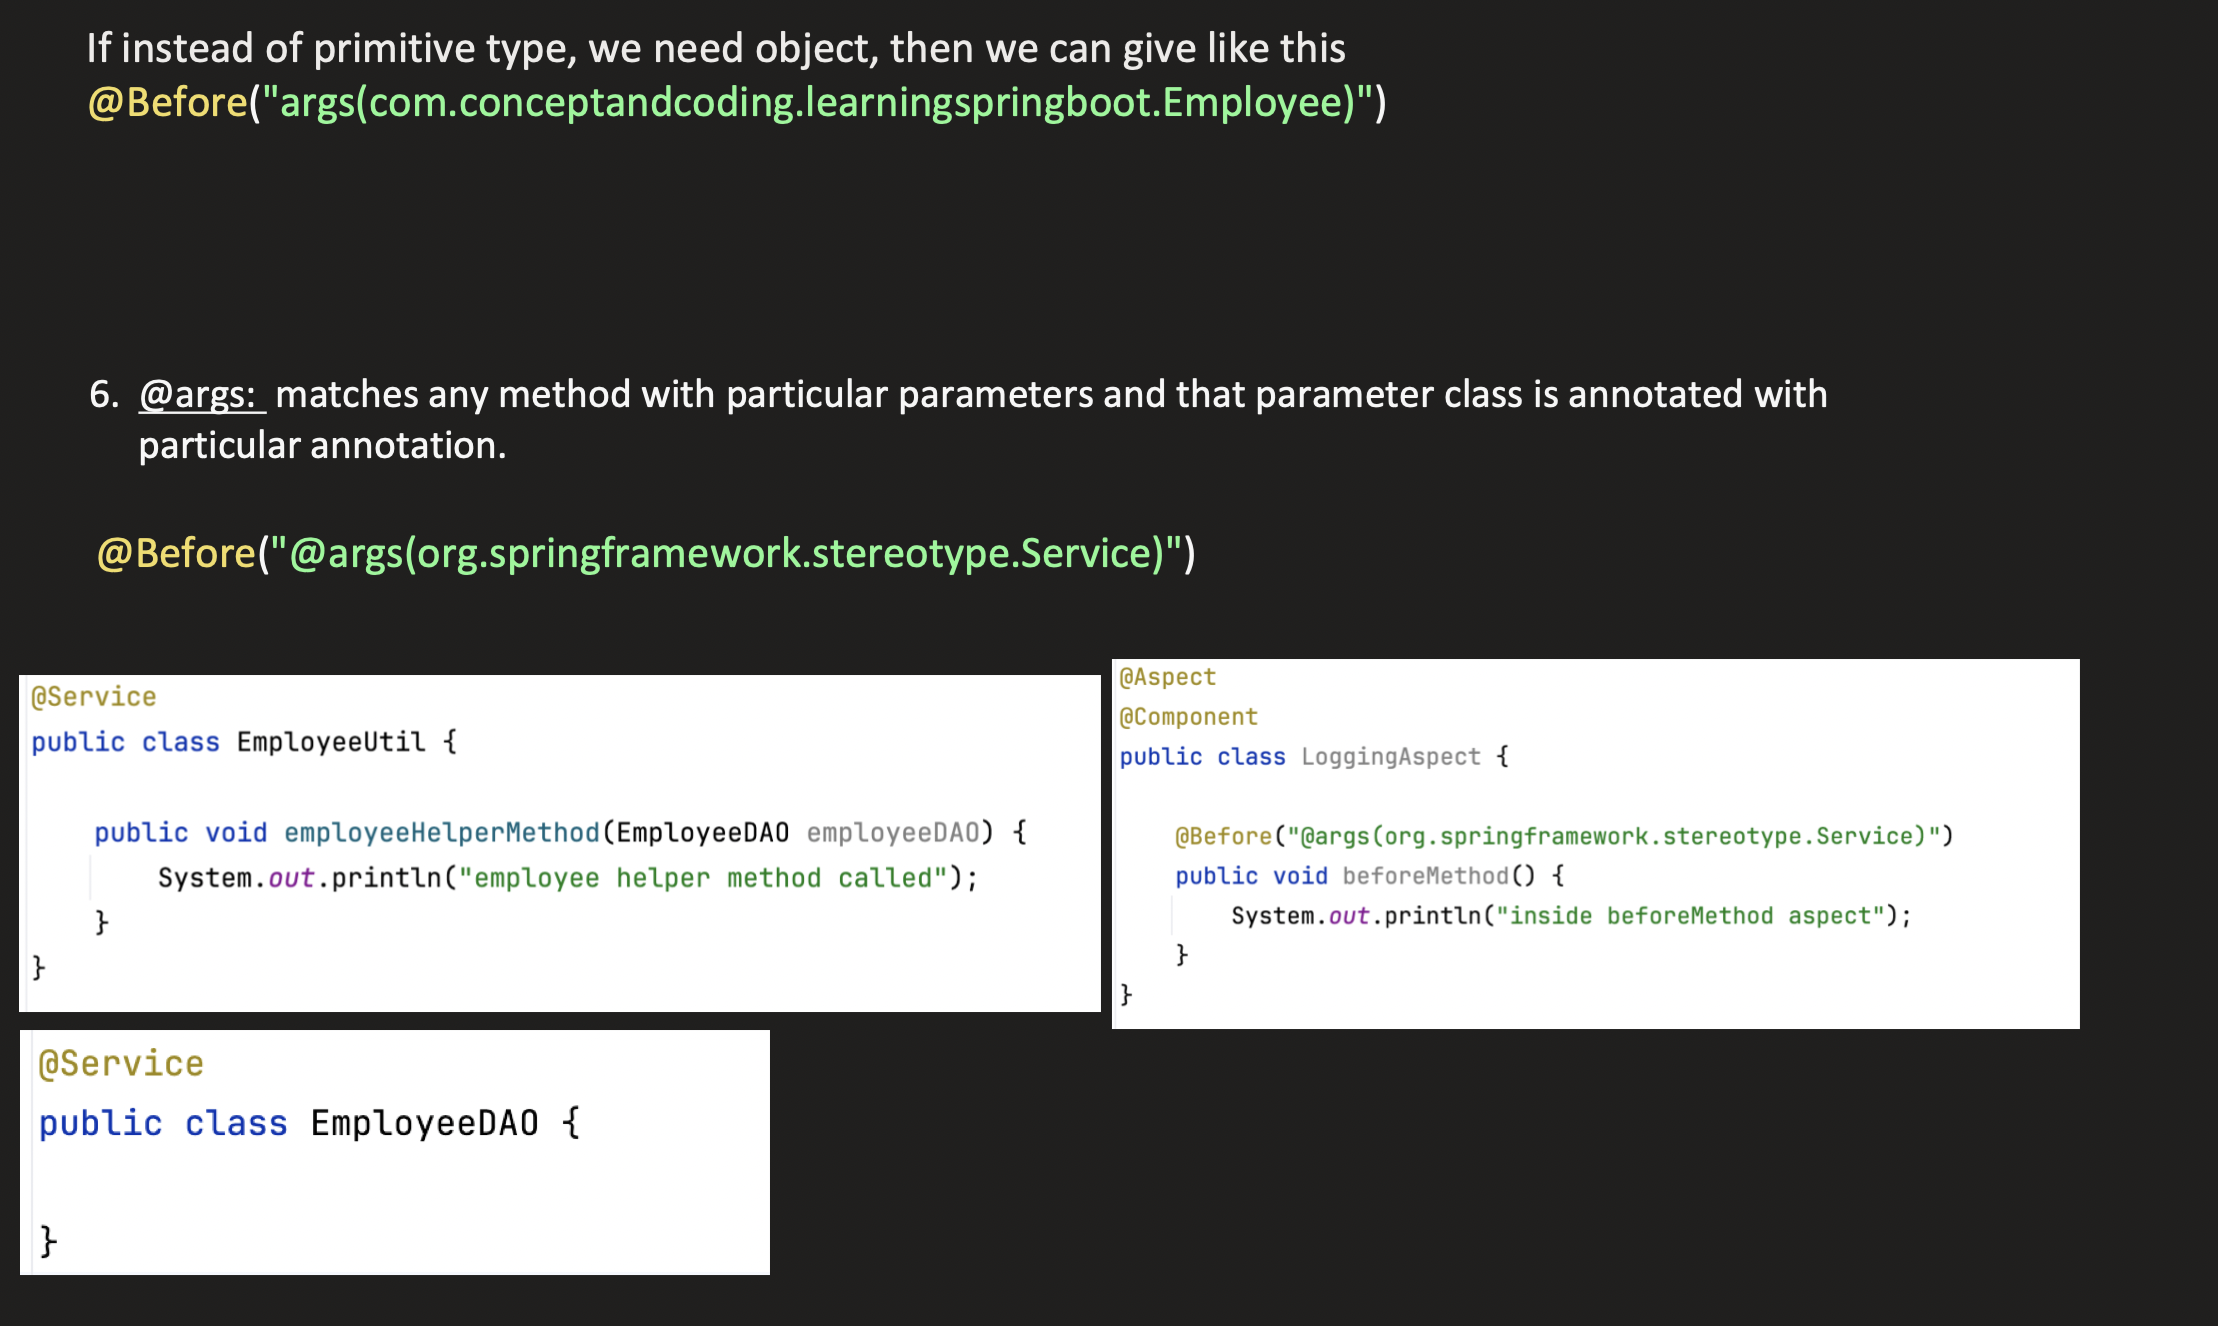 If instead of primitive type, we need object, then we can give like this
@Before("args(com.conceptandcoding.learningspringboot.Employee)")
6. @args: matches any method with particular parameters and that parameter class is annotated with
particular annotation.
@Before("@args(org.springframework.stereotype.Service)")
@Service
public class EmployeeUtil {
public void employeeHelperMethod(EmployeeDAO employeeDAO) {
System.out.println("employee helper method called");
}
}
@Aspect
@Component
public class LoggingAspect {
@Before("@args(org.springframework.stereotype.Service)")
public void beforeMethod() {
System.out.println("inside beforeMethod aspect");
}
}
@Service
public class EmployeeDAO {
}